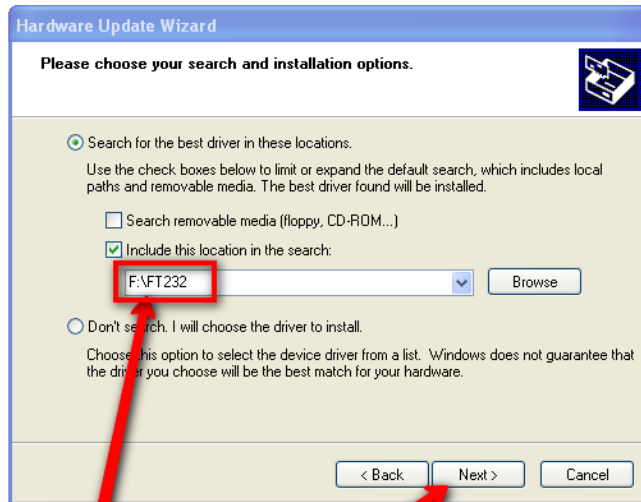 Hardware Update Wizard
Please choose your search and installation options.
Search for the best driver in these locations.
Use the check boxes below to limit or expand the default search, which includes local
paths and removable media. The best driver found will be installed.
Search removable media (floppy, CD-ROM...)
Include this location in the search:
F:\FT232
Browse
Don't search. I will choose the driver to install.
Choose this option to select the device driver from a list. Windows does not guarantee that
the driver you choose will be the best match for your hardware.
< Back Next > Cancel